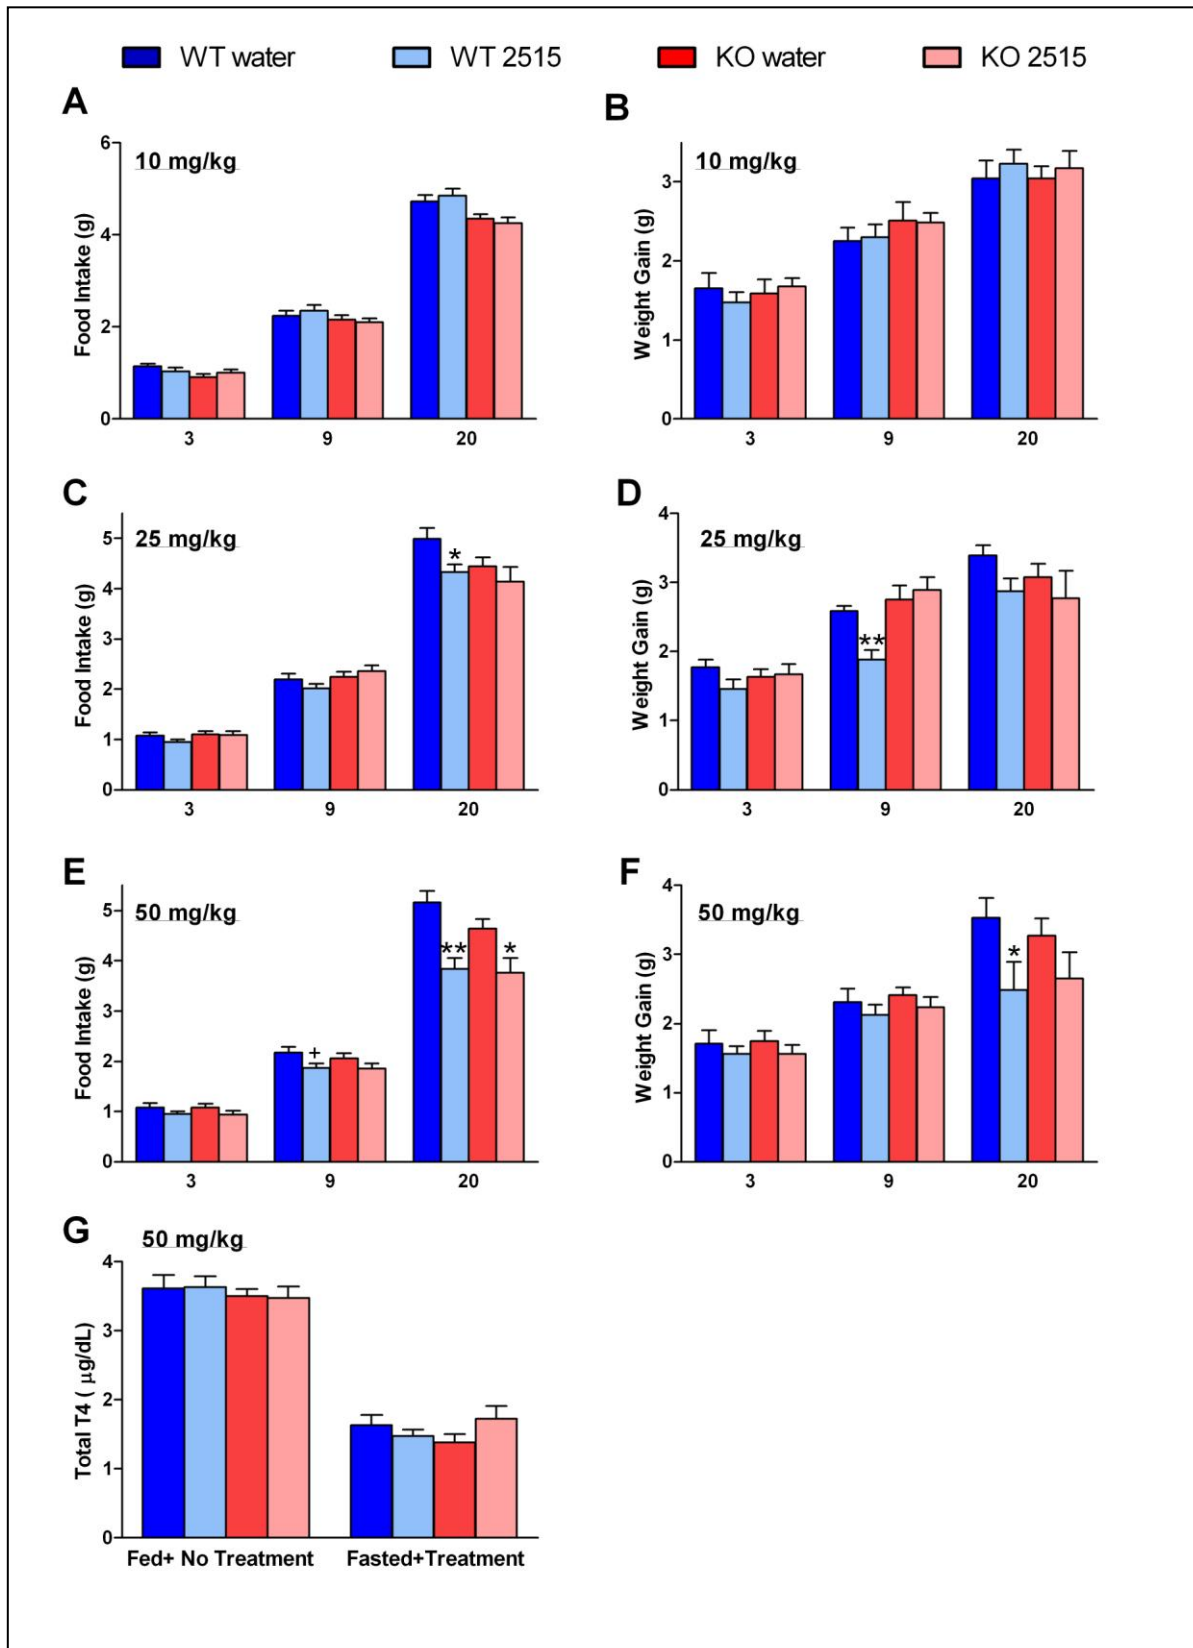 WT water WT 2515 KO water KO 2515
A
10 mg/kg
Food Intake (g)
6
4
2
0
3 9 20
B
10 mg/kg
Weight Gain (g)
3
2
1
0
3 9 20
C
25 mg/kg
Food Intake (g)
5
4
3
2
1
0
*
3 9 20
D
25 mg/kg
Weight Gain (g)
4
3
2
1
0
**
3 9 20
E
50 mg/kg
Food Intake (g)
5
4
3
2
1
0
+
** *
3 9 20
F
50 mg/kg
Weight Gain (g)
4
3
2
1
0
*
3 9 20
G
50 mg/kg
Total T4 ( µg/dL)
4
3
2
1
0
Fed+ No Treatment Fasted+Treatment